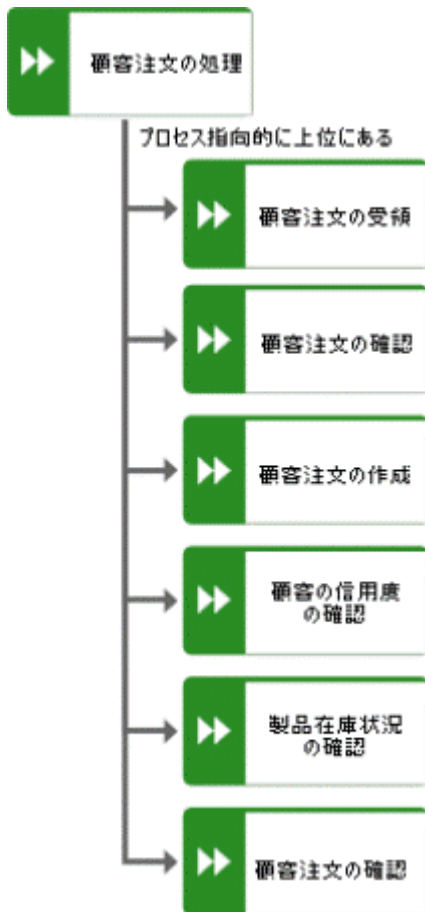 顧客注文の処理
プロセス指向的に上位にある
顧客注文の受領
顧客注文の確認
顧客注文の作成
顧客の信用度
の確認
製品在庫状況
の確認
顧客注文の確認